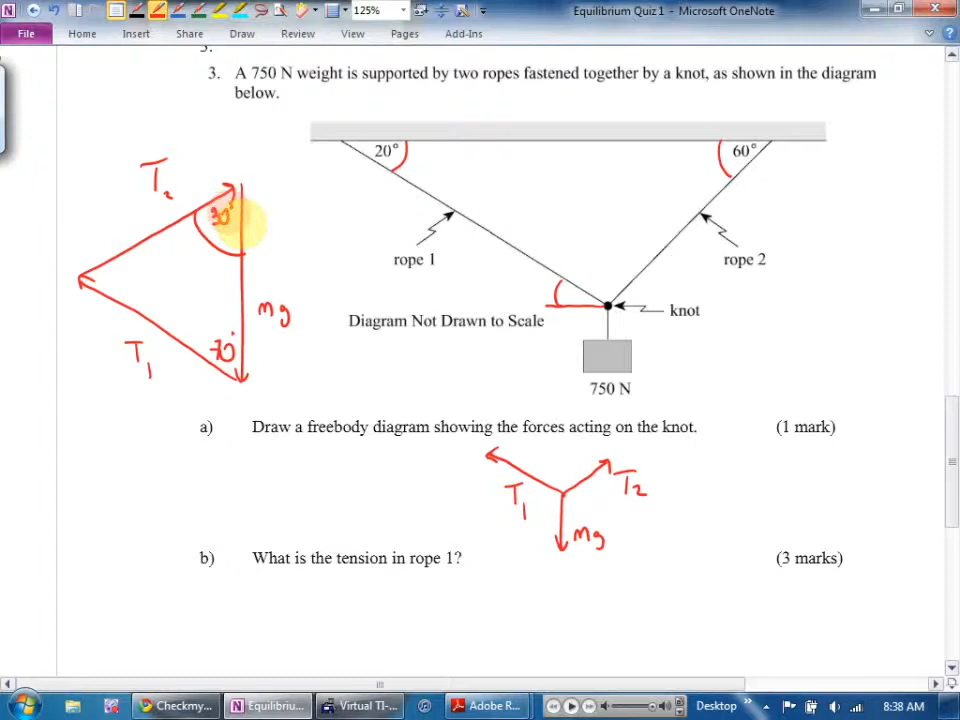 125%
Equilibrium Quiz 1 - Microsoft OneNote
File Home Insert Share Draw Review View Pages Add-Ins
3. A 750 N weight is supported by two ropes fastened together by a knot, as shown in the diagram
below.
20°
60°
T2
30°
rope 1
rope 2
mg
knot
Diagram Not Drawn to Scale
T1
70°
750 N
a) Draw a freebody diagram showing the forces acting on the knot. (1 mark)
T1
T2
mg
b) What is the tension in rope 1? (3 marks)
Checkmy...
Equilibriu...
Virtual TI-...
Adobe R...
Desktop
8:38 AM